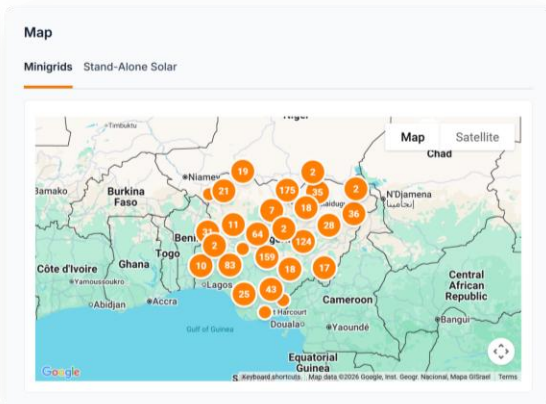 Map
Minigrids Stand-Alone Solar
Niger
Timbuktu
Map Satellite
Chad
19
2
Niamey
21
175
35
2
Bamako
Burkina
Faso
N'Djamena
إنجامينا
7
18
36
31
11
64
2
28
Beni
2
124
Côte d'Ivoire
Ghana
Togo
10
83
159
18
17
Yamoussoukro
Lagos
Central
African
Republic
Abidjan
Accra
25
43
Cameroon
t Harcourt
Douala
Yaoundé
Bangui
Gulf of Guinea
Equatorial
Guinea
Google
Keyboard shortcuts Map data ©2026 Google, Inst. Geogr. Nacional, Mapa GISrael Terms